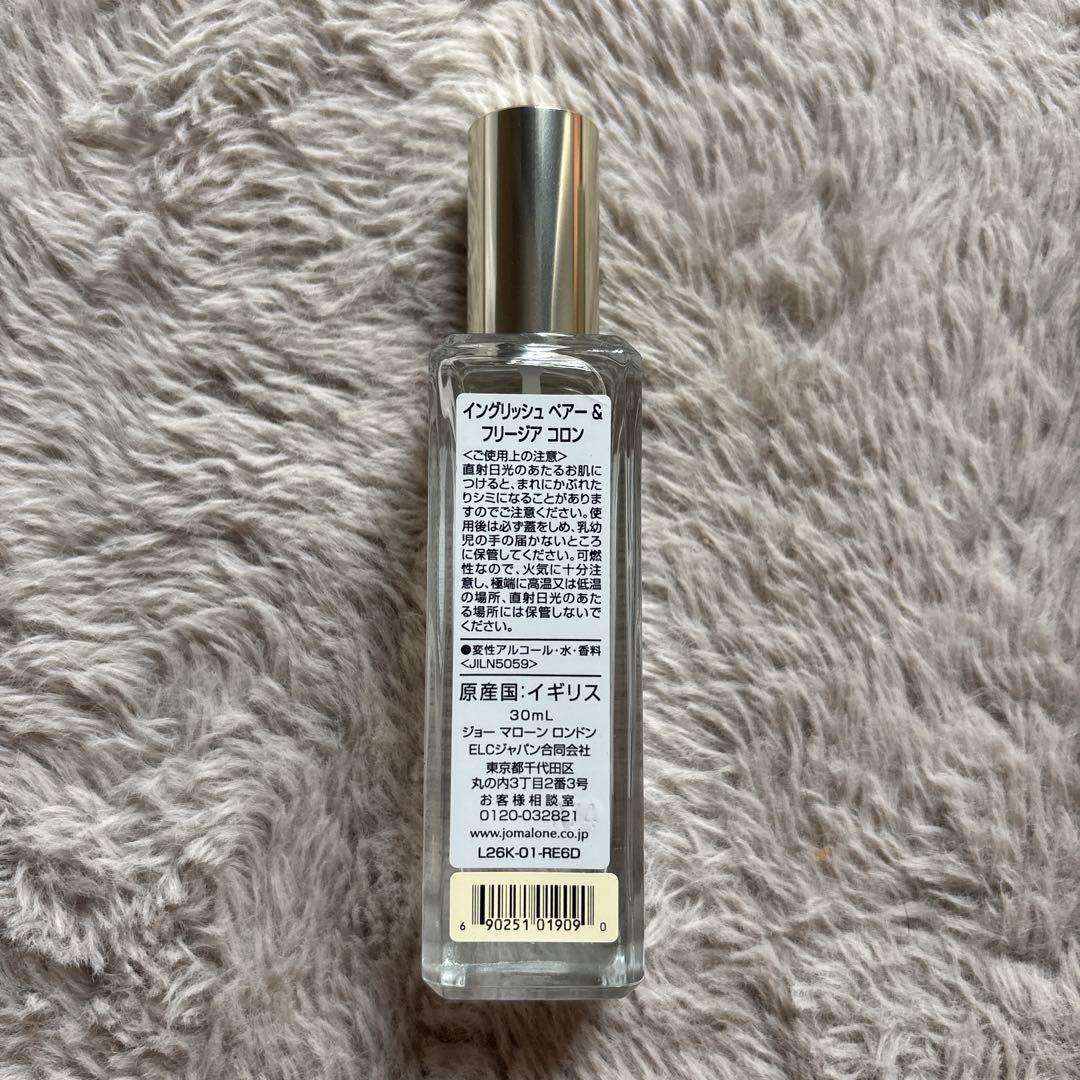 イングリッシュ ペアー &
フリージア コロン
<ご使用上の注意>
直射日光のあたるお肌に
つけると、まれにかぶれた
りシミになることがありま
すのでご注意ください。使
用後は必ず蓋をしめ、乳幼
児の手の届かないところ
に保管してください。可燃
性なので、火気に十分注
意し、極端に高温又は低温
の場所、直射日光のあた
る場所には保管しないで
ください。
●変性アルコール・水・香料
<JILN5059>
原産国:イギリス
30mL
ジョー マローン ロンドン
ELCジャパン合同会社
東京都千代田区
丸の内3丁目2番3号
お客様相談室
0120-032821
www.jomalone.co.jp
L26K-01-RE6D
6 90251 01909 0